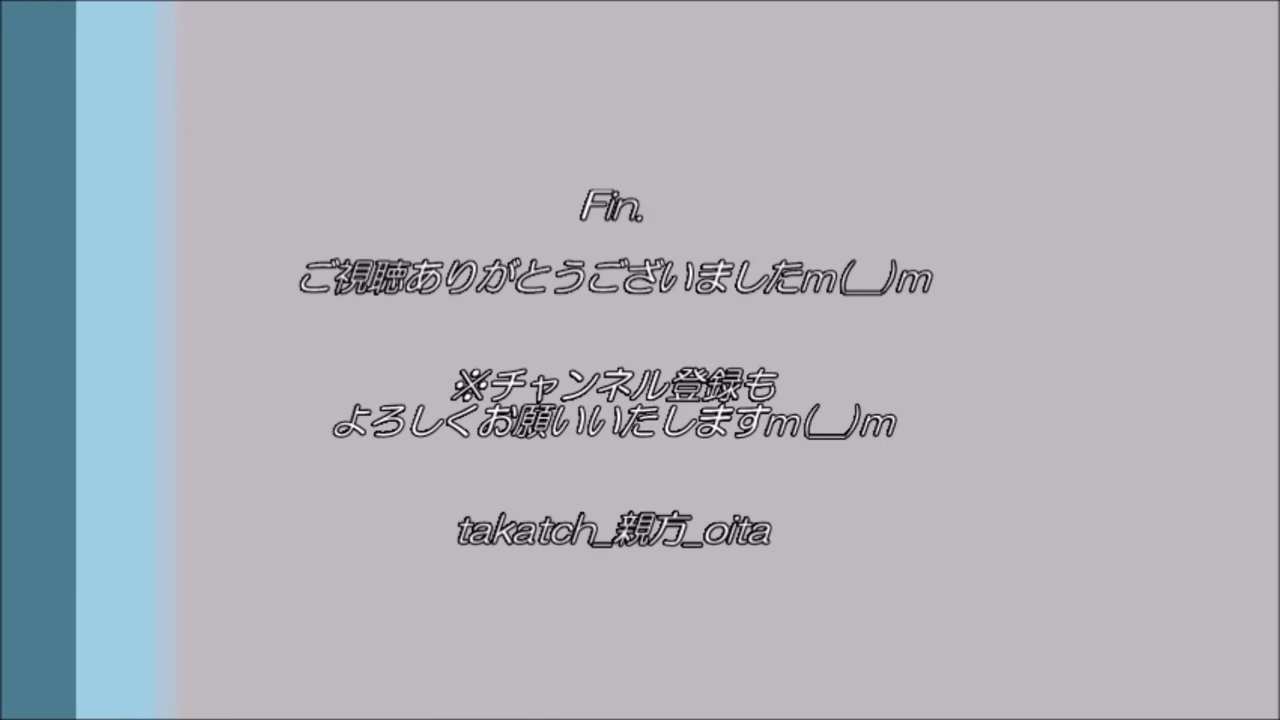 Fin.
ご視聴ありがとうございましたm(__)m
※チャンネル登録も
よろしくお願いいたしますm(__)m
takatch_親方_oita